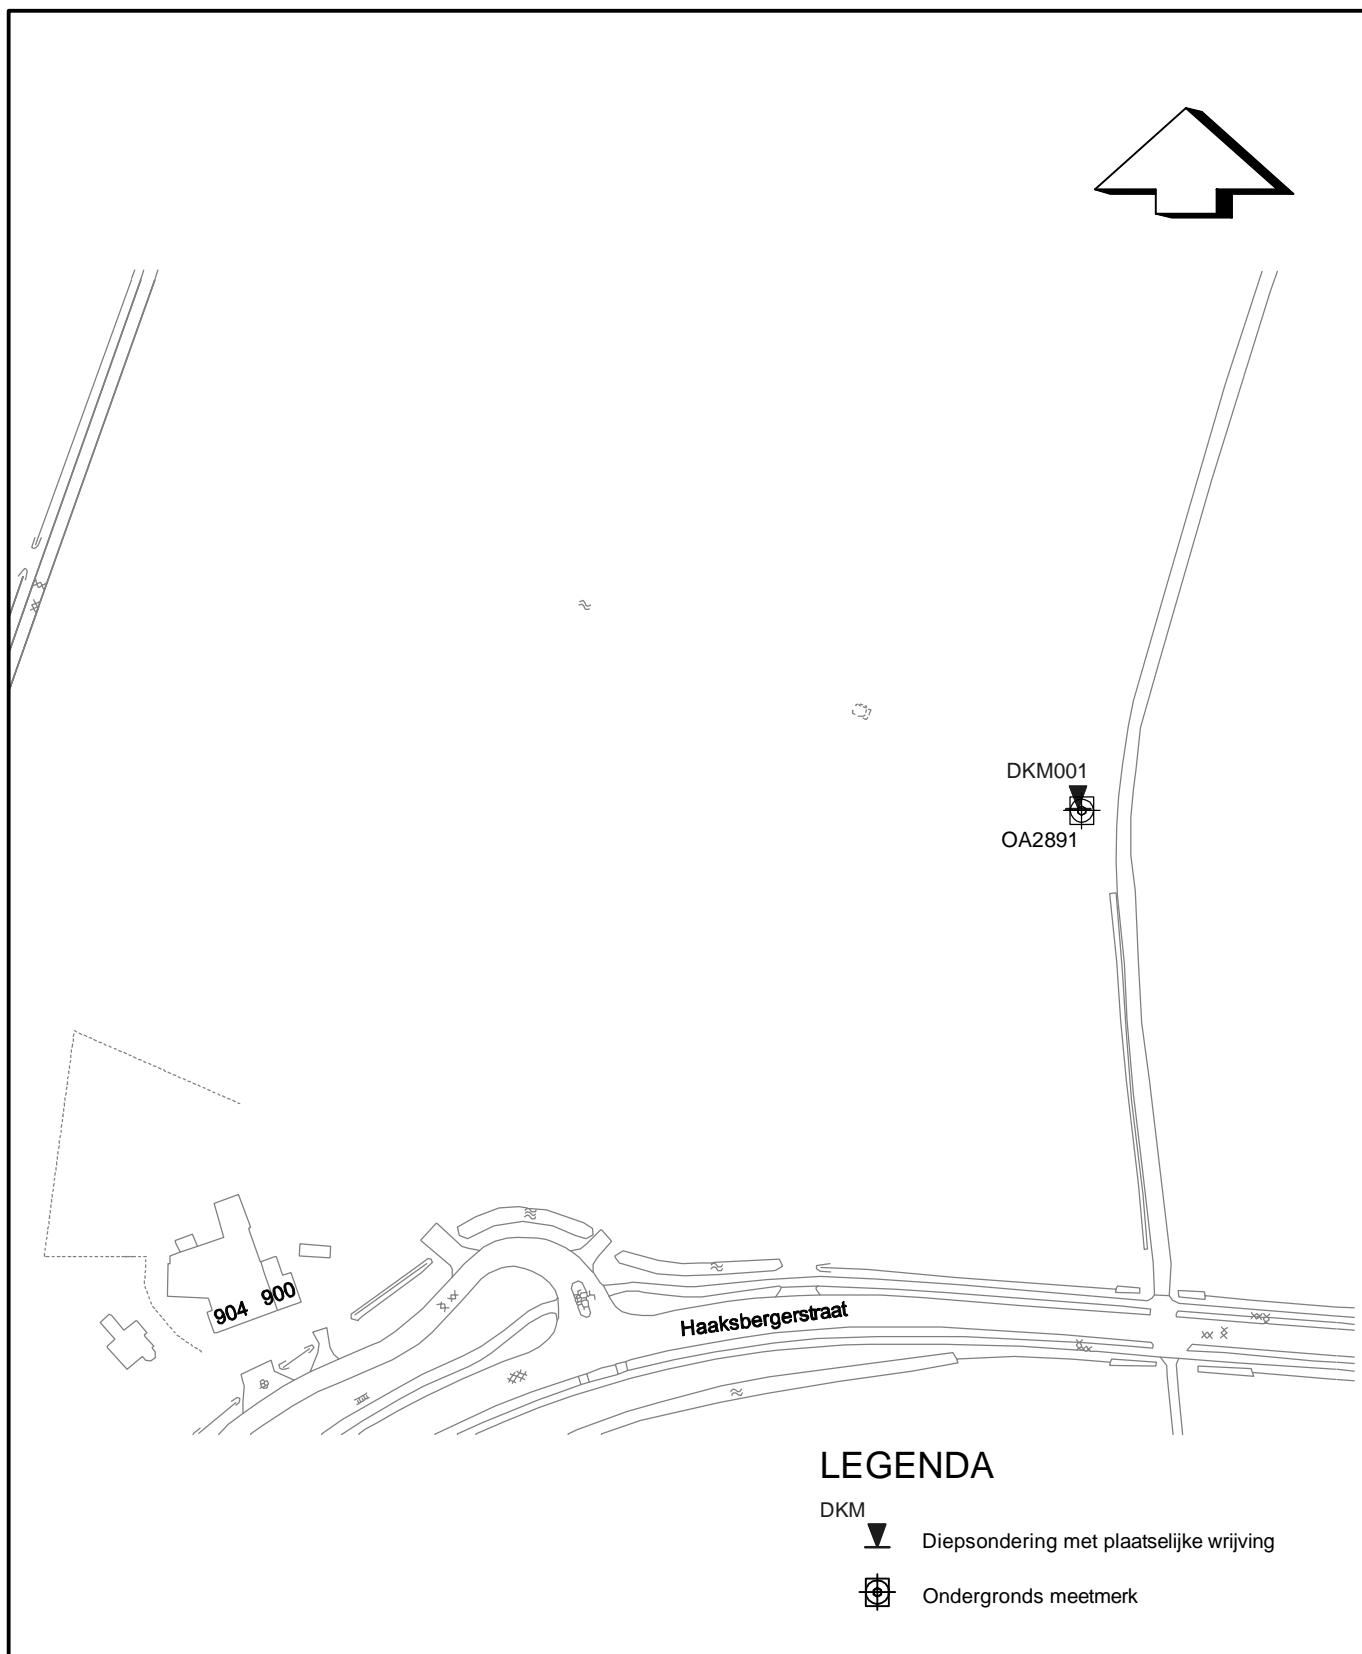 DKM001
OA2891
904 900
Haaksbergerstraat
LEGENDA
DKM
Diepsondering met plaatselijke wrijving
Ondergronds meetmerk